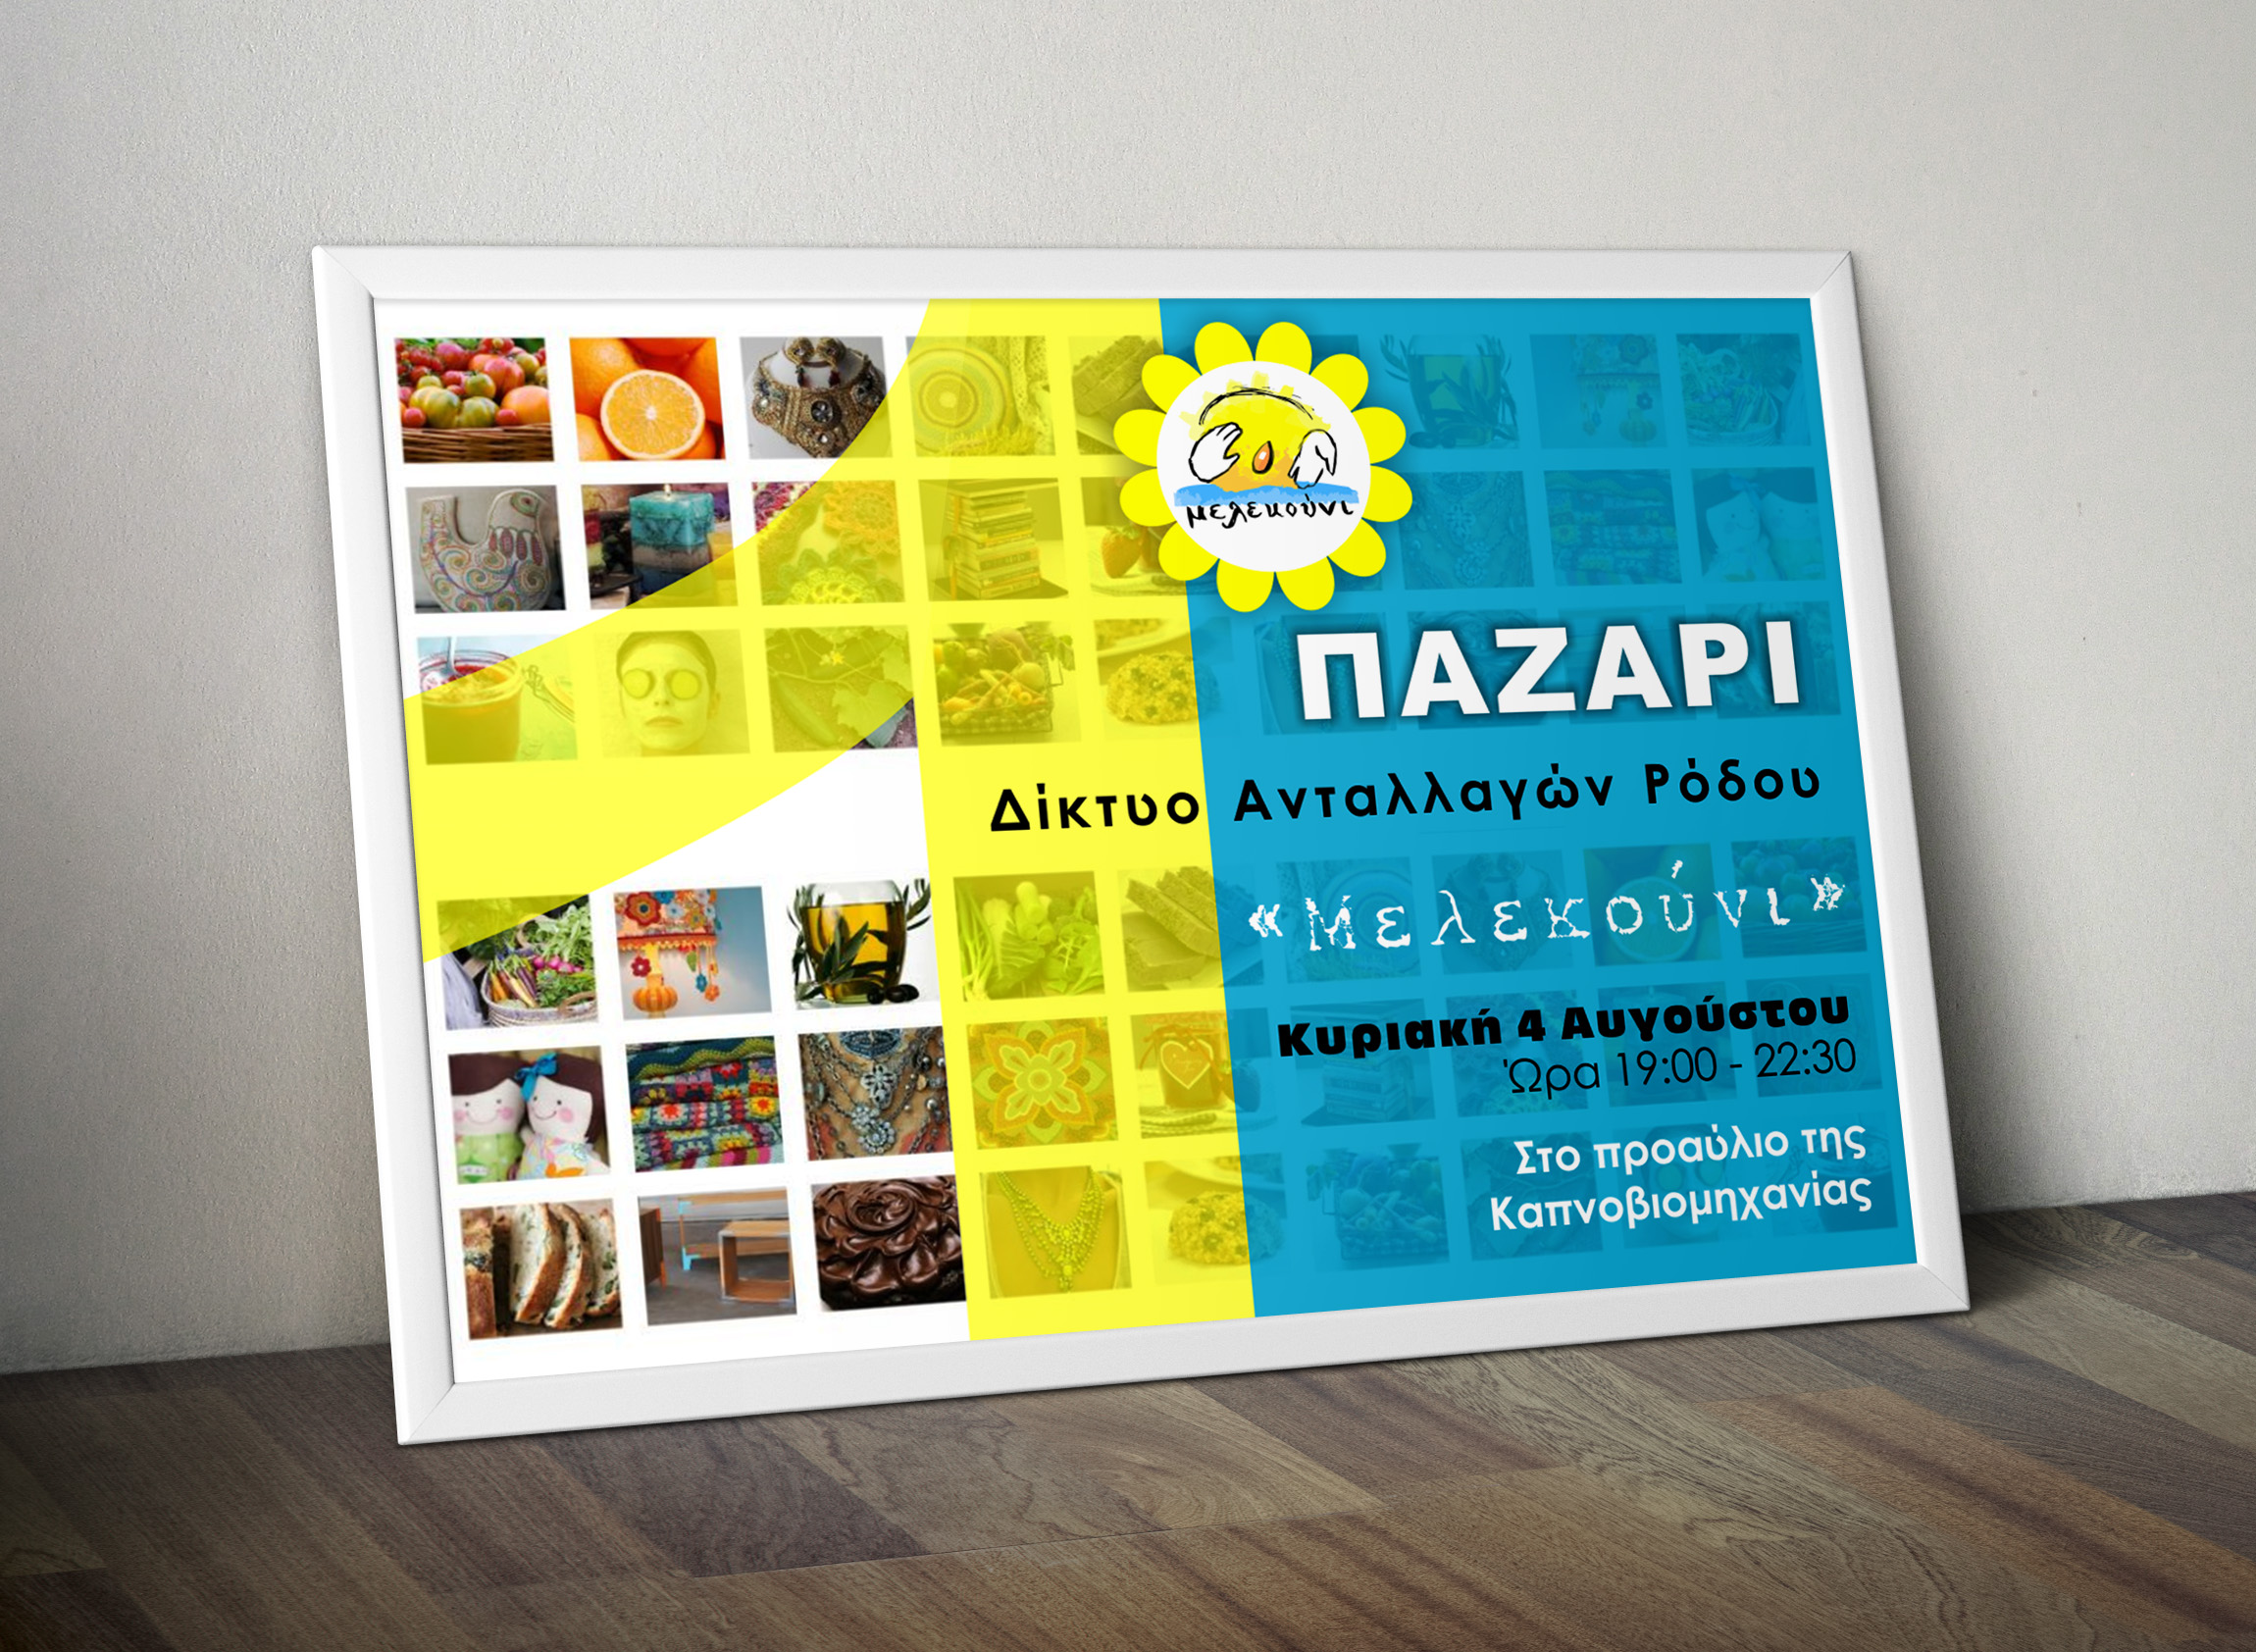 μελεκούνι
ΠΑΖΑΡΙ
Δίκτυο Ανταλλαγών Ρόδου
«Μελεκούνι»
Κυριακή 4 Αυγούστου
Ώρα 19:00 - 22:30
Στο προαύλιο της
Καπνοβιομηχανίας